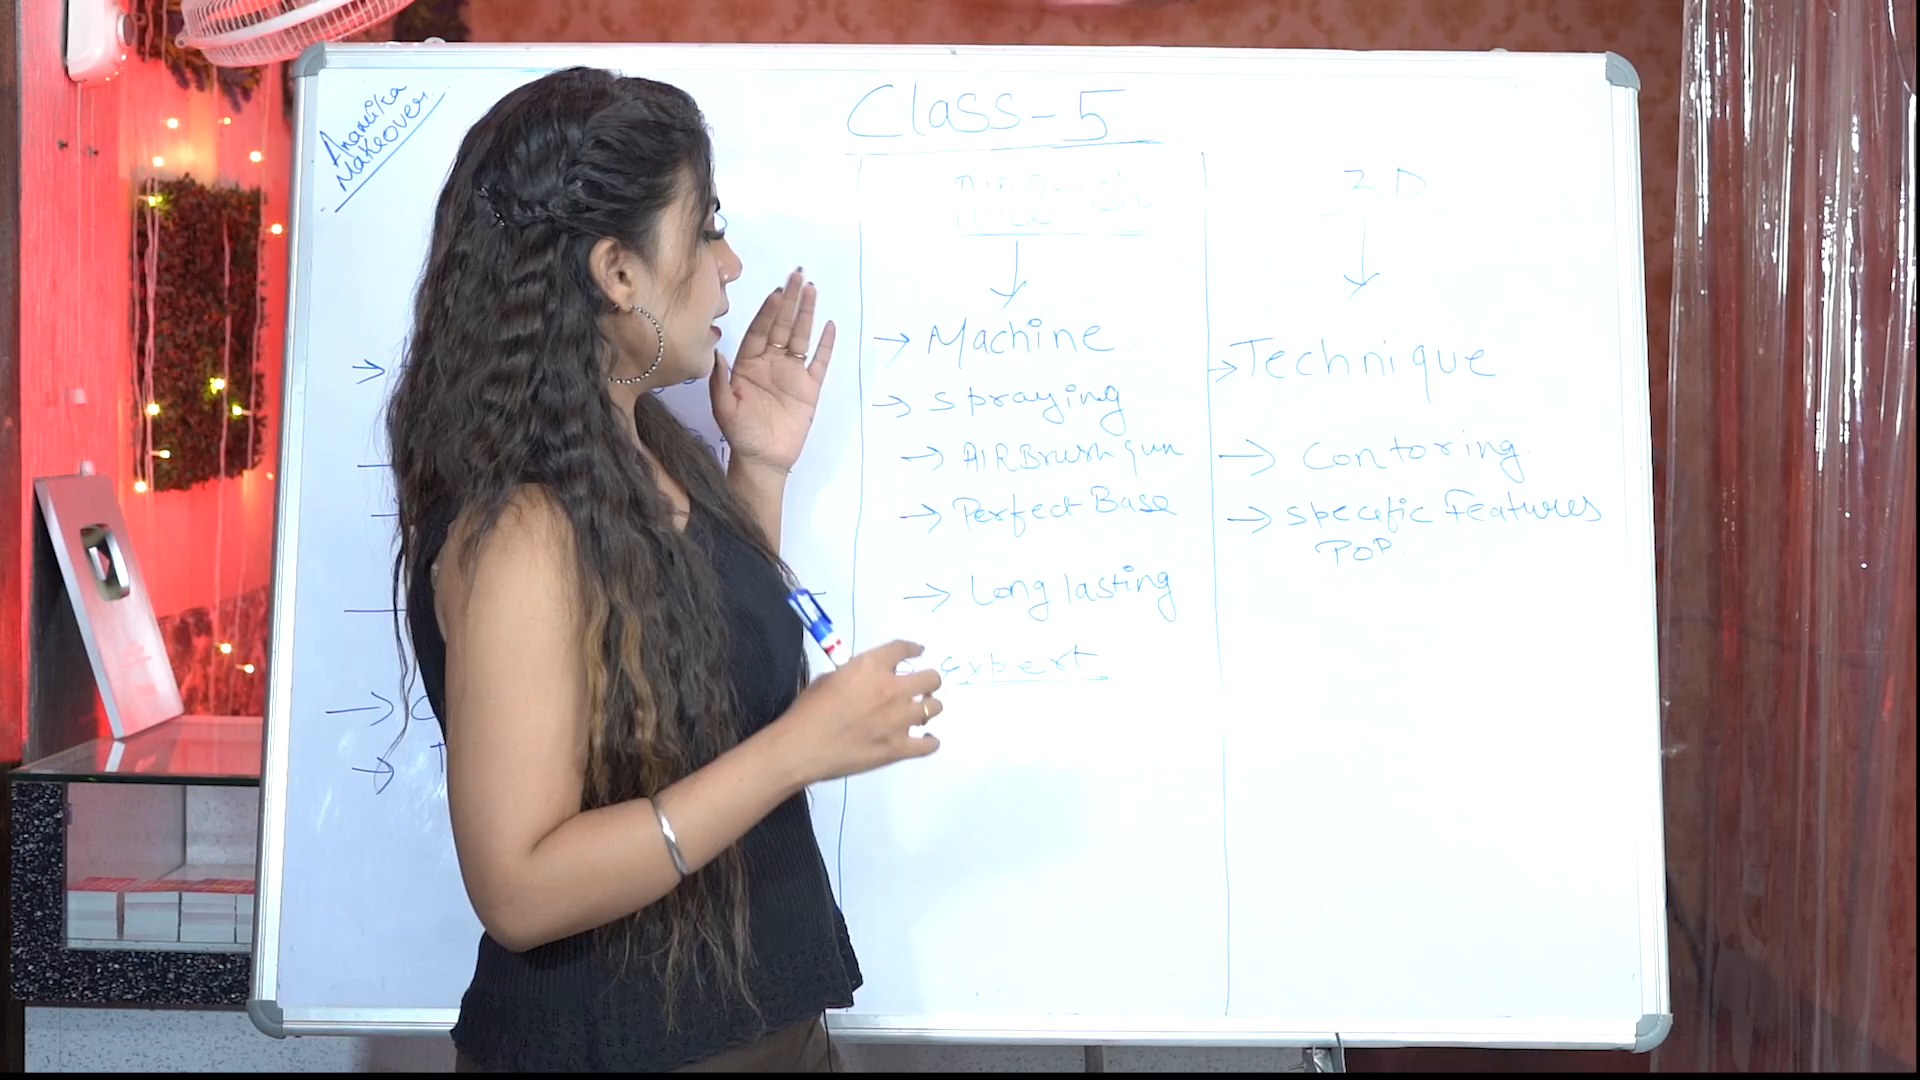 Anamika
Makeover
Class-5
AIRBrush
→ Machine
→ spraying
→ AIRBrush gun
→ Perfect Base
→ Long lasting
expert
3D
→ Technique
→ Contoring
→ specific Features
POP